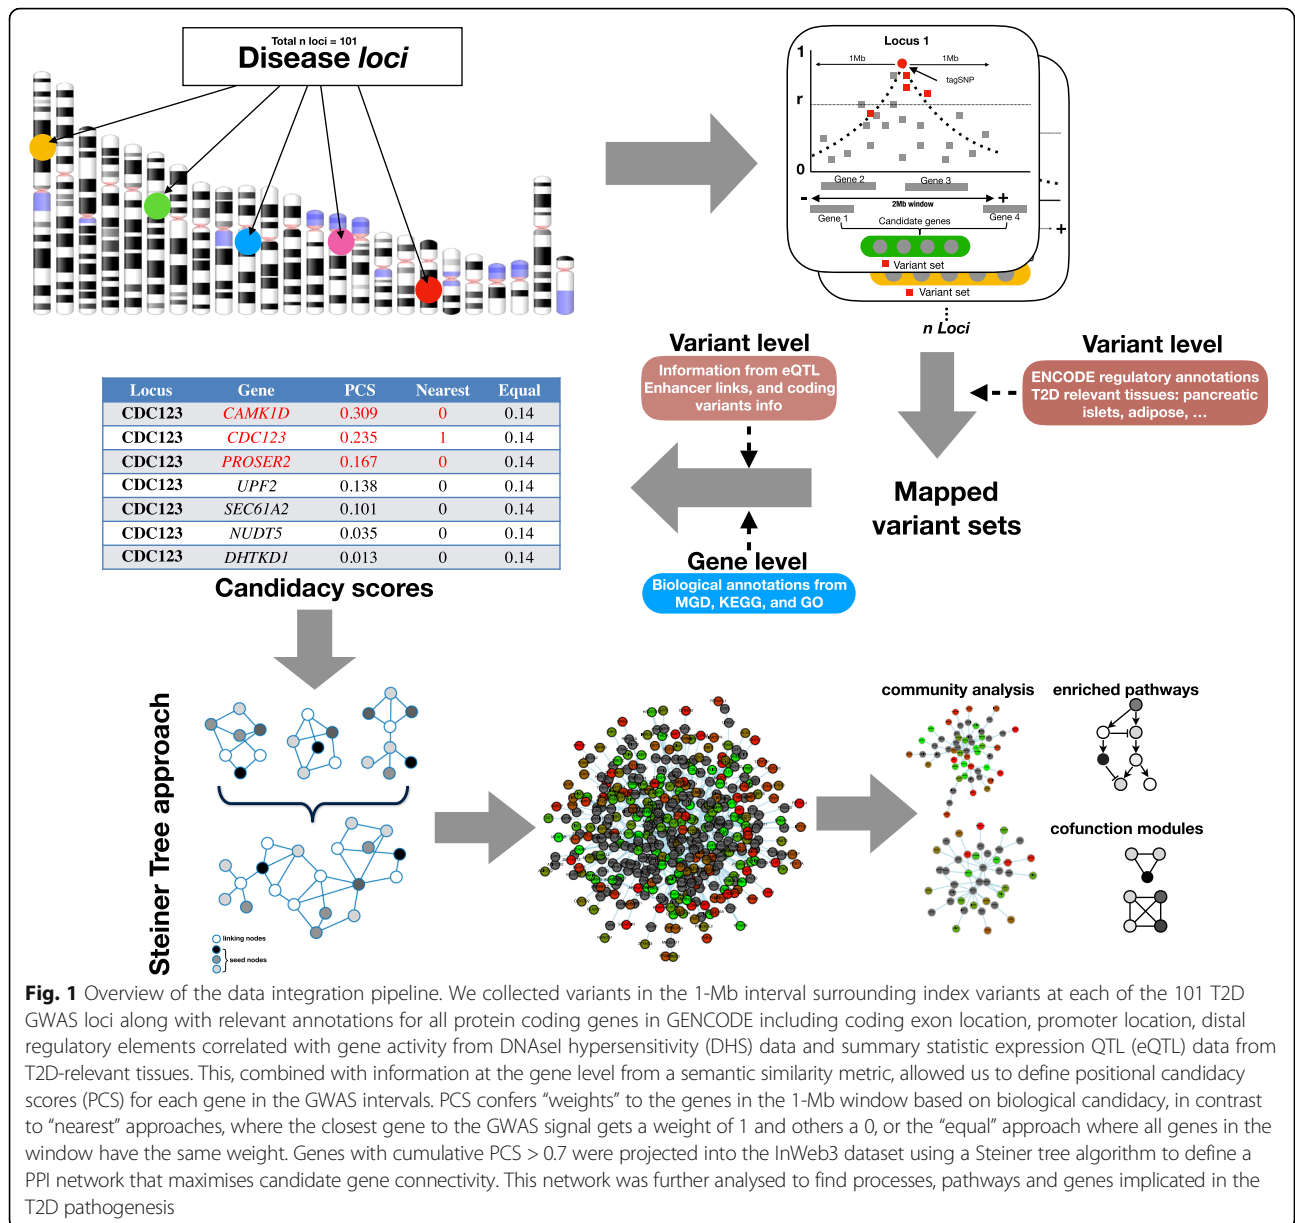 Total n loci = 101
Disease loci
Locus 1
1
1Mb
1Mb
tagSNP
r
0
Gene 2
Gene 3
-
2Mb window
+
Gene 1
Gene 4
Candidate genes
+
Variant set
Variant set
n Loci
Variant level
Information from eQTL
Enhancer links, and coding
variants info
Variant level
ENCODE regulatory annotations
T2D relevant tissues: pancreatic
islets, adipose, ...
Mapped
variant sets
Gene level
Biological annotations from
MGD, KEGG, and GO
Locus Gene PCS Nearest Equal
CDC123 CAMK1D 0.309 0 0.14
CDC123 CDC123 0.235 1 0.14
CDC123 PROSER2 0.167 0 0.14
CDC123 UPF2 0.138 0 0.14
CDC123 SEC61A2 0.101 0 0.14
CDC123 NUDT5 0.035 0 0.14
CDC123 DHTKD1 0.013 0 0.14
Candidacy scores
Steiner Tree approach
linking nodes
seed nodes
community analysis
enriched pathways
cofunction modules
Fig. 1 Overview of the data integration pipeline. We collected variants in the 1-Mb interval surrounding index variants at each of the 101 T2D
GWAS loci along with relevant annotations for all protein coding genes in GENCODE including coding exon location, promoter location, distal
regulatory elements correlated with gene activity from DNAseI hypersensitivity (DHS) data and summary statistic expression QTL (eQTL) data from
T2D-relevant tissues. This, combined with information at the gene level from a semantic similarity metric, allowed us to define positional candidacy
scores (PCS) for each gene in the GWAS intervals. PCS confers “weights” to the genes in the 1-Mb window based on biological candidacy, in contrast
to “nearest” approaches, where the closest gene to the GWAS signal gets a weight of 1 and others a 0, or the “equal” approach where all genes in the
window have the same weight. Genes with cumulative PCS > 0.7 were projected into the InWeb3 dataset using a Steiner tree algorithm to define a
PPI network that maximises candidate gene connectivity. This network was further analysed to find processes, pathways and genes implicated in the
T2D pathogenesis